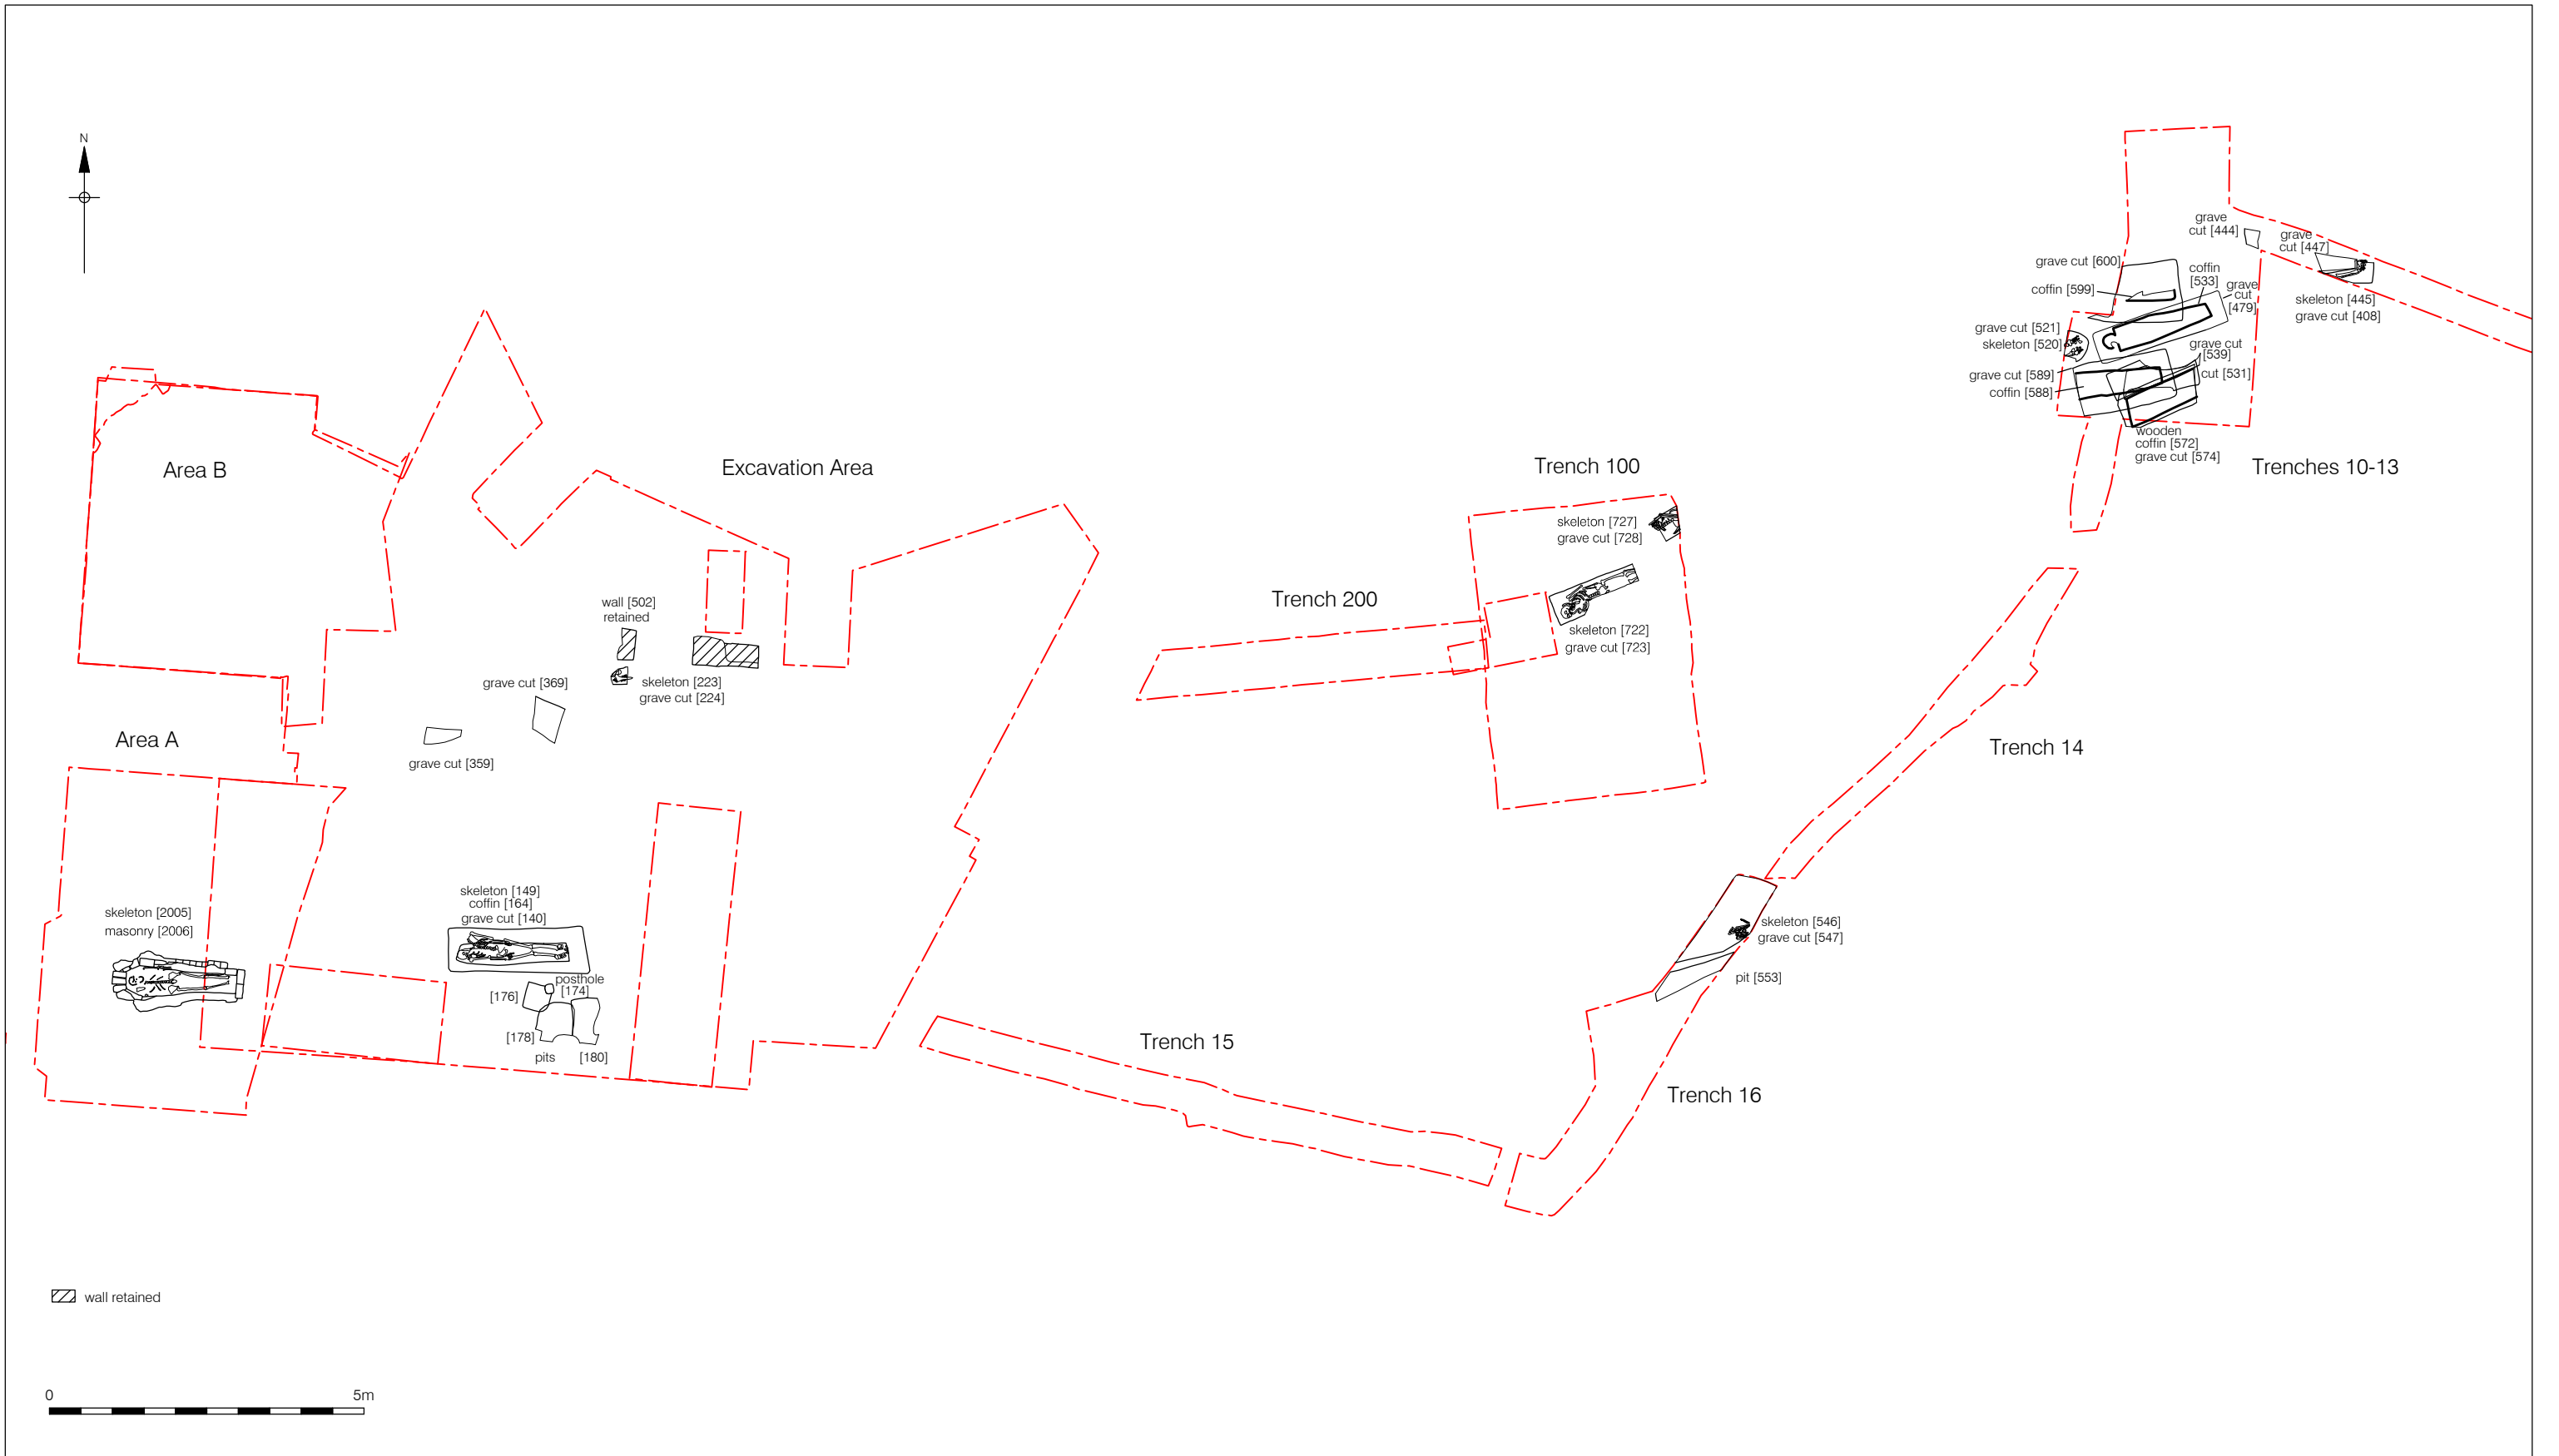 N
grave
cut [444]
grave
cut [447]
grave cut [600]
coffin
[533]
coffin [599]
grave
cut
[479]
skeleton [445]
grave cut [408]
grave cut [521]
skeleton [520]
grave cut
[539]
grave cut [589]
cut [531]
coffin [588]
wooden
coffin [572]
grave cut [574]
Trenches 10-13
Area B
Excavation Area
Trench 100
skeleton [727]
grave cut [728]
Trench 200
wall [502]
retained
skeleton [722]
grave cut [723]
grave cut [369]
skeleton [223]
grave cut [224]
Area A
grave cut [359]
Trench 14
skeleton [149]
coffin [164]
grave cut [140]
skeleton [2005]
masonry [2006]
skeleton [546]
grave cut [547]
posthole
[174]
[176]
pit [553]
[178]
pits
[180]
Trench 15
Trench 16
wall retained
0 5m